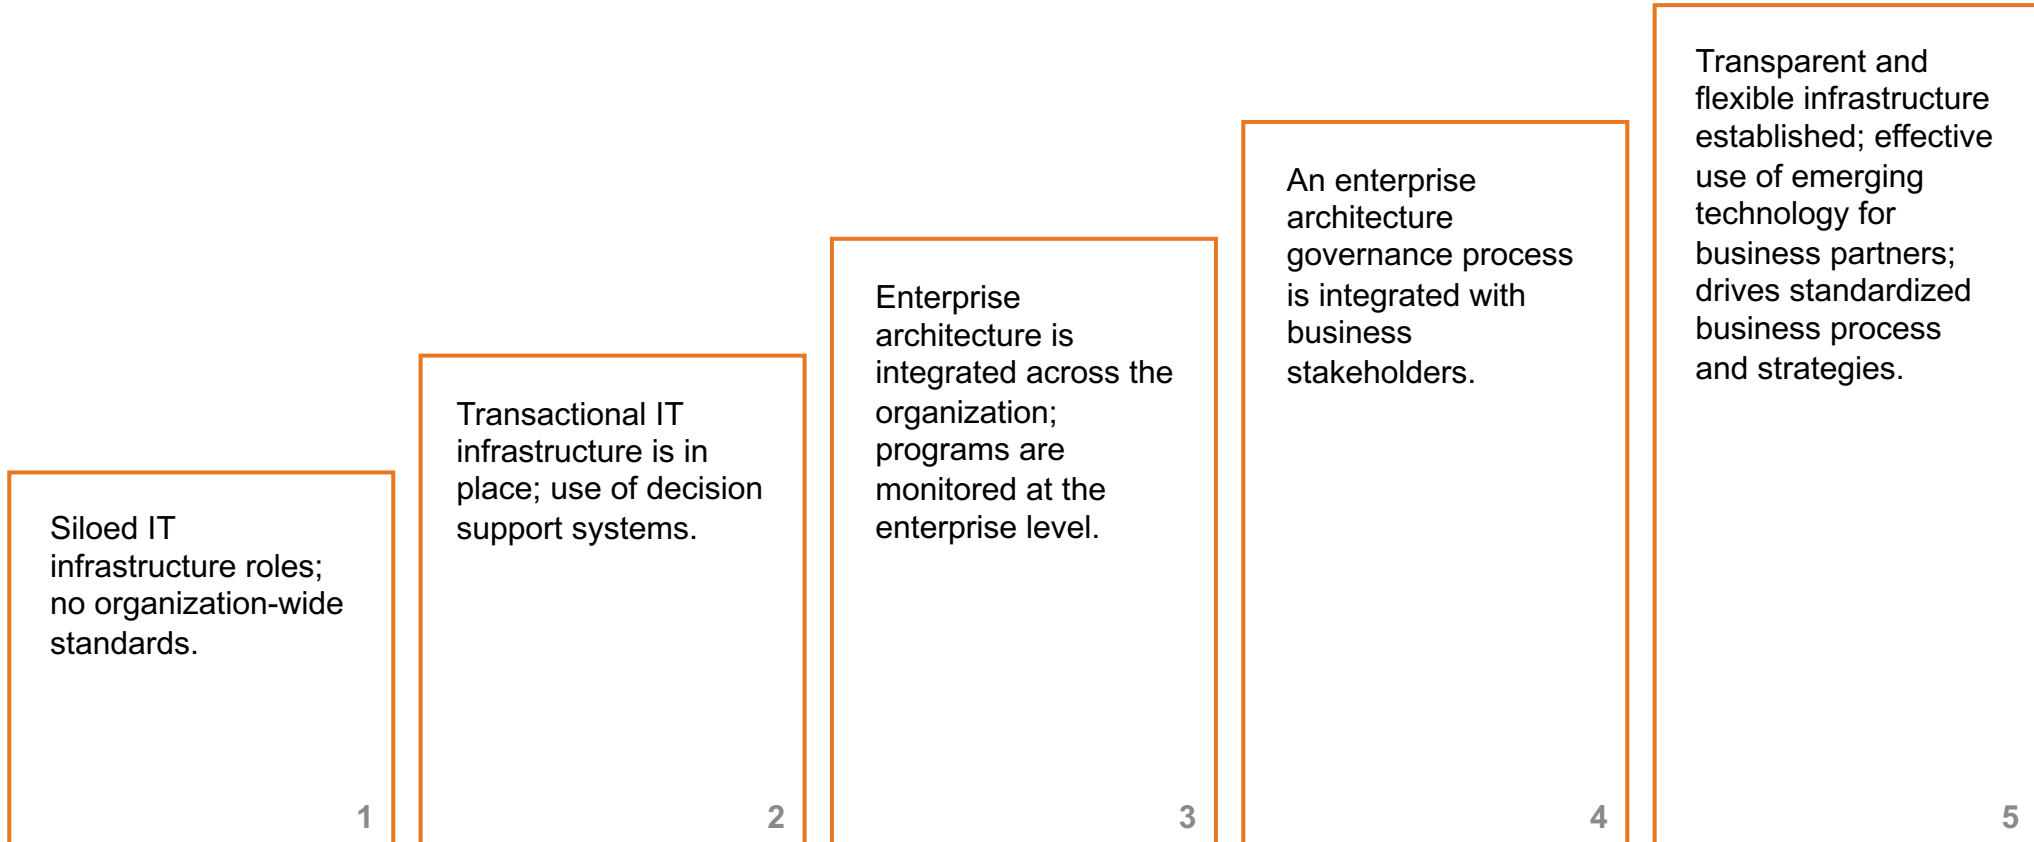 Siloed IT
infrastructure roles;
no organization-wide
standards.
1
Transactional IT
infrastructure is in
place; use of decision
support systems.
2
Enterprise
architecture is
integrated across the
organization;
programs are
monitored at the
enterprise level.
3
An enterprise
architecture
governance process
is integrated with
business
stakeholders.
4
Transparent and
flexible infrastructure
established; effective
use of emerging
technology for
business partners;
drives standardized
business process
and strategies.
5